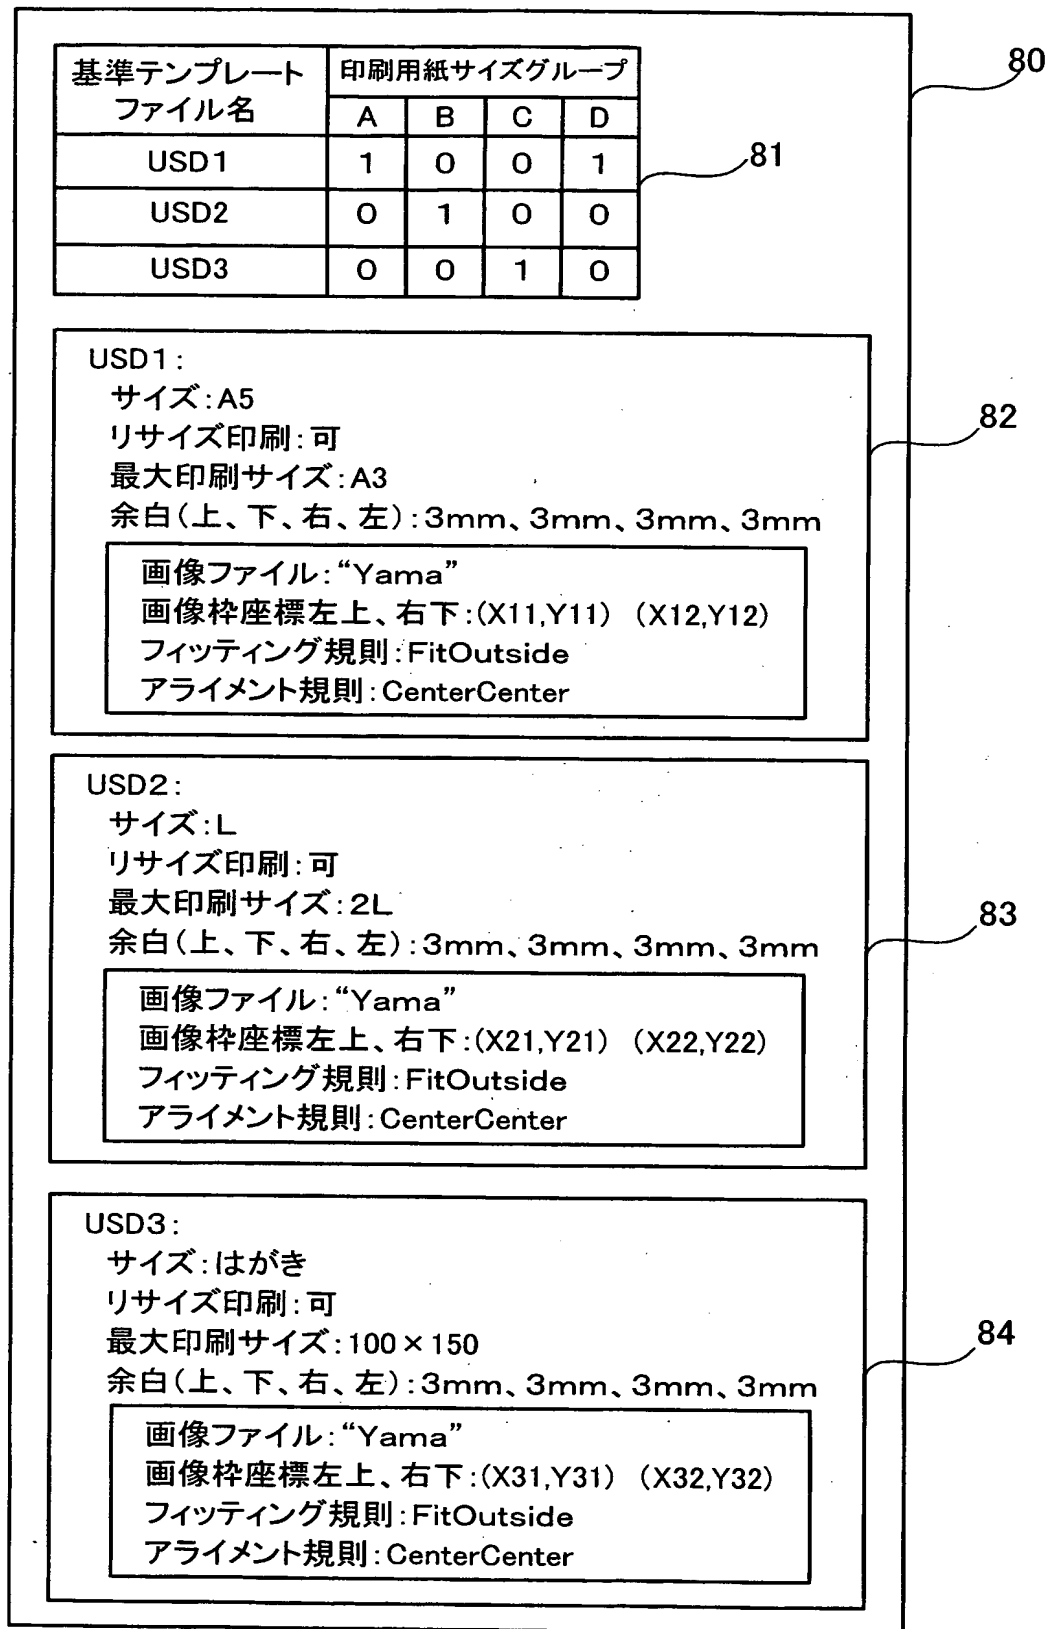 80
基準テンプレート 印刷用紙サイズグループ
ファイル名 A B C D
USD1 1 0 0 1
81
USD2 0 1 0 0
USD3 0 0 1 0
USD1:
サイズ:A5
82
リサイズ印刷:可
最大印刷サイズ:A3
余白(上、下、右、左):3mm、3mm、3mm、3mm
画像ファイル:“Yama”
画像枠座標左上、右下:(X11,Y11) (X12,Y12)
フィッティング規則:FitOutside
アライメント規則:CenterCenter
USD2:
サイズ:L
リサイズ印刷:可
最大印刷サイズ:2L
83
余白(上、下、右、左):3mm、3mm、3mm、3mm
画像ファイル:“Yama”
画像枠座標左上、右下:(X21,Y21) (X22,Y22)
フィッティング規則:FitOutside
アライメント規則:CenterCenter
USD3:
サイズ:はがき
リサイズ印刷:可
最大印刷サイズ:100×150
84
余白(上、下、右、左):3mm、3mm、3mm、3mm
画像ファイル:“Yama”
画像枠座標左上、右下:(X31,Y31) (X32,Y32)
フィッティング規則:FitOutside
アライメント規則:CenterCenter